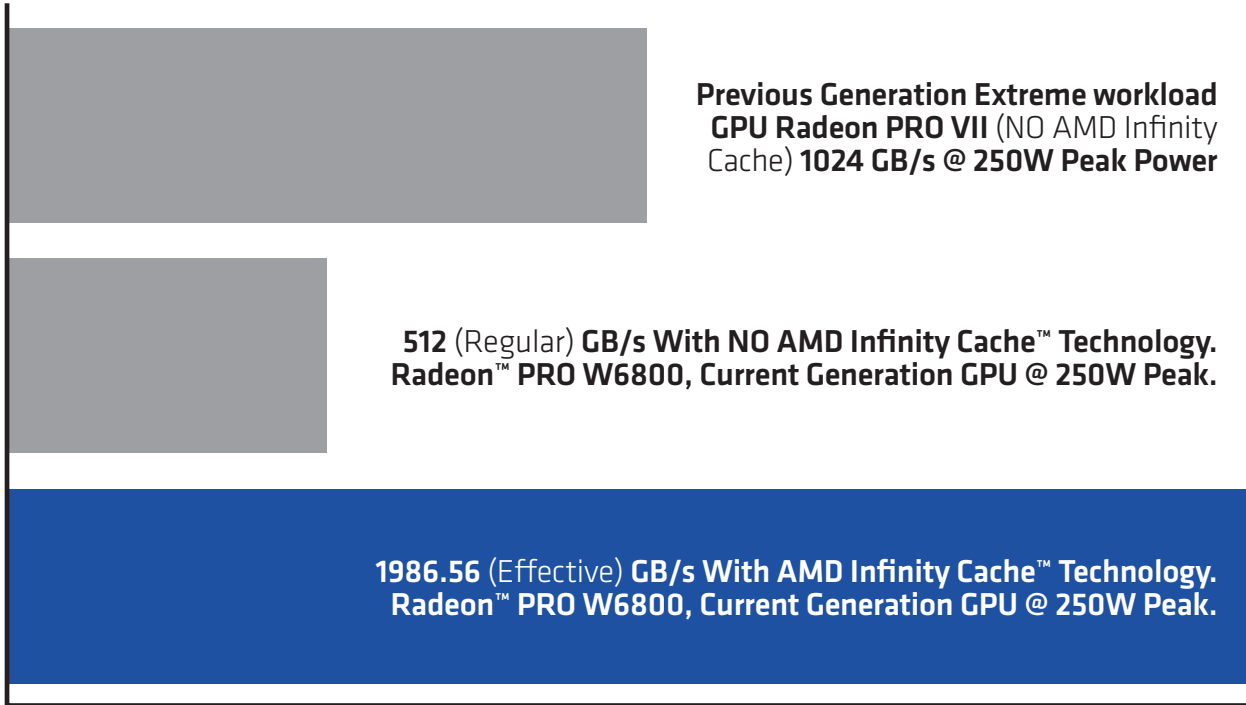 Previous Generation Extreme workload
GPU Radeon PRO VII (NO AMD Infinity
Cache) 1024 GB/s @ 250W Peak Power
512 (Regular) GB/s With NO AMD Infinity Cache™ Technology.
Radeon™ PRO W6800, Current Generation GPU @ 250W Peak.
1986.56 (Effective) GB/s With AMD Infinity Cache™ Technology.
Radeon™ PRO W6800, Current Generation GPU @ 250W Peak.